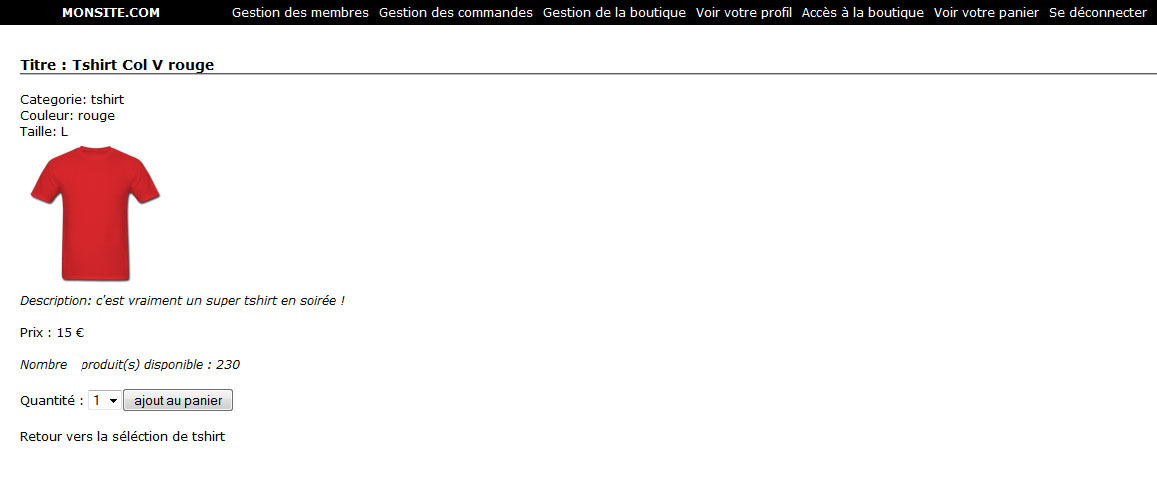 MONSITE.COM Gestion des membres Gestion des commandes Gestion de la boutique Voir votre profil Accès à la boutique Voir votre panier Se déconnecter
Titre : Tshirt Col V rouge
Categorie: tshirt
Couleur: rouge
Taille: L
Description: c'est vraiment un super tshirt en soirée !
Prix : 15 €
Nombre produit(s) disponible : 230
Quantité : 1 ajout au panier
Retour vers la séléction de tshirt